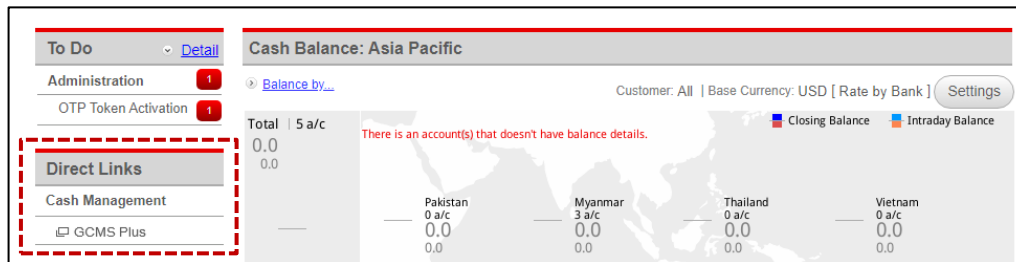 To Do Detail
Administration 1
OTP Token Activation 1
Direct Links
Cash Management
GCMS Plus
Cash Balance: Asia Pacific
Balance by...
Customer: All | Base Currency: USD [ Rate by Bank ] Settings
Total | 5 a/c
0.0
0.0
There is an account(s) that doesn't have balance details.
Closing Balance Intraday Balance
Pakistan
0 a/c
0.0
0.0
Myanmar
3 a/c
0.0
0.0
Thailand
0 a/c
0.0
0.0
Vietnam
0 a/c
0.0
0.0